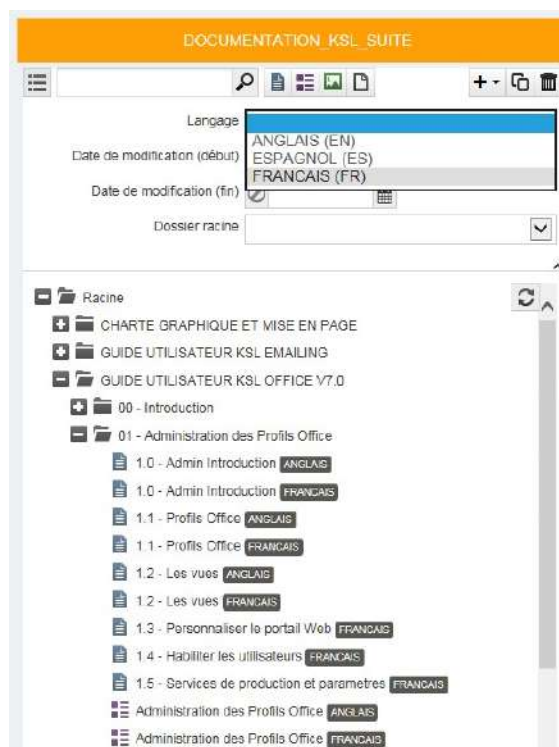 DOCUMENTATION_KSL_SUITE
Langage
ANGLAIS (EN)
Date de modification (début)
ESPAGNOL (ES)
FRANCAIS (FR)
Date de modification (fin)
Dossier racine
Racine
CHARTE GRAPHIQUE ET MISE EN PAGE
GUIDE UTILISATEUR KSL EMAILING
GUIDE UTILISATEUR KSL OFFICE V7.0
00 - Introduction
01 - Administration des Profils Office
1.0 - Admin Introduction ANGLAIS
1.0 - Admin Introduction FRANCAIS
1.1 - Profils Office ANGLAIS
1.1 - Profils Office FRANCAIS
1.2 - Les vues ANGLAIS
1.2 - Les vues FRANCAIS
1.3 - Personnaliser le portail Web FRANCAIS
1.4 - Habiliter les utilisateurs FRANCAIS
1.5 - Services de production et parametres FRANCAIS
Administration des Profils Office ANGLAIS
Administration des Profils Office FRANCAIS